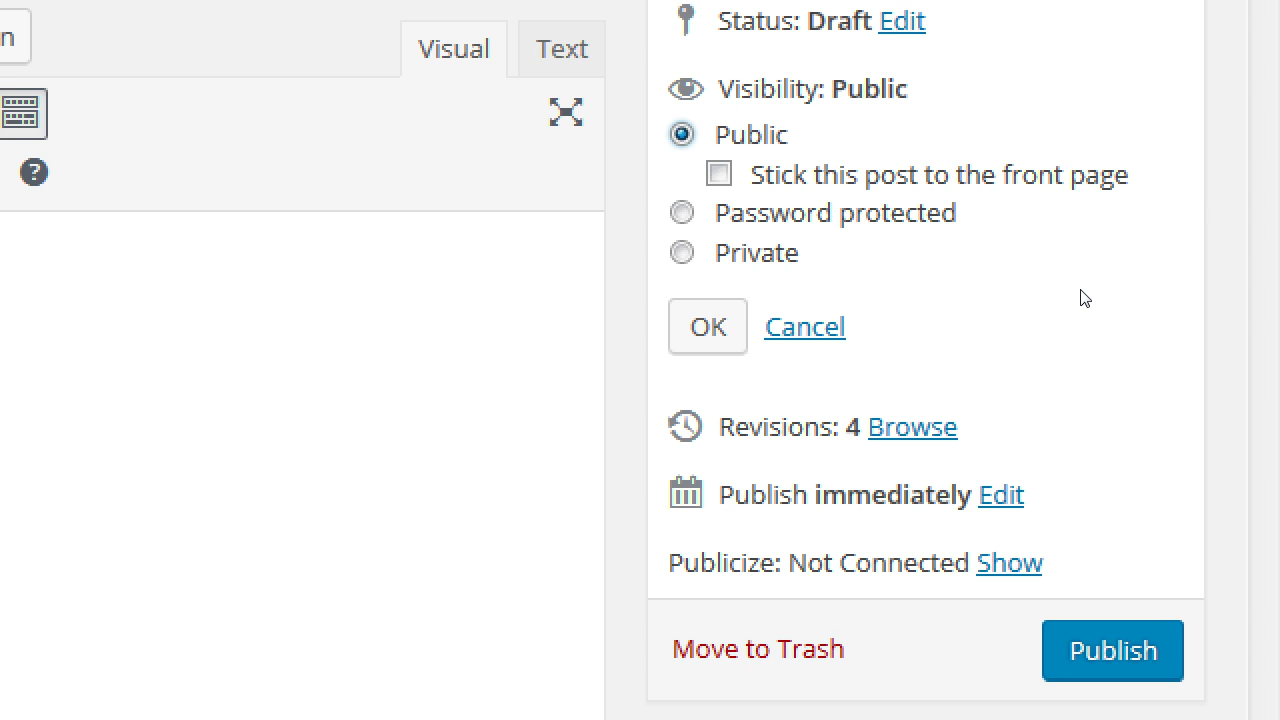 n
Visual Text
?
Status: Draft Edit
Visibility: Public
Public
Stick this post to the front page
Password protected
Private
OK Cancel
Revisions: 4 Browse
Publish immediately Edit
Publicize: Not Connected Show
Move to Trash Publish